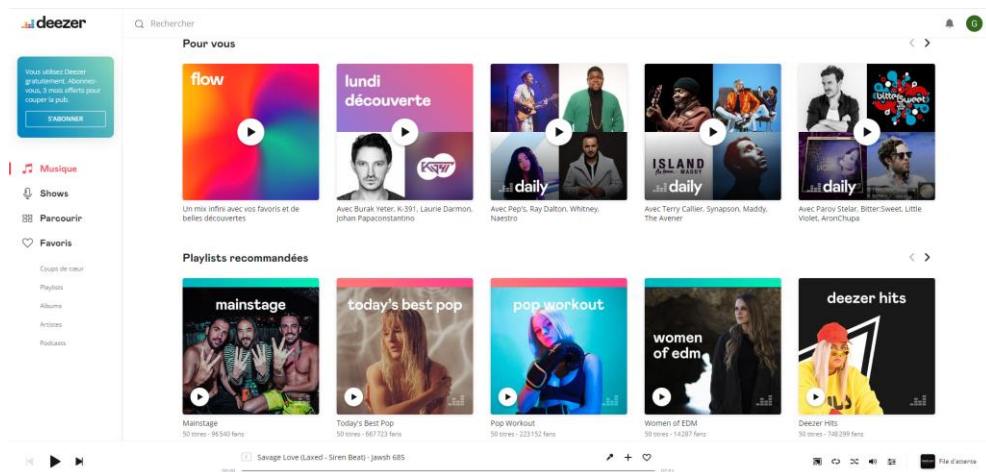 deezer
Rechercher
G
Vous utilisez Deezer
gratuitement. Abonnez-
vous, 3 mois offerts pour
couper la pub.
S'ABONNER
Musique
Shows
Parcourir
Favoris
Coups de cœur
Playlists
Albums
Artistes
Podcasts
Pour vous
flow
Un mix infini avec vos favoris et de
belles découvertes
lundi
découverte
Avec Burak Yeter, K-391, Laurie Darmon,
Johan Papaconstantino
daily
Avec Pep's, Ray Dalton, Whitney,
Naestro
ISLAND
MADDY
daily
Avec Terry Callier, Synapson, Maddy,
The Avener
bitter:Sweet
daily
Avec Parov Stelar, Bitter:Sweet, Little
Violet, AronChupa
Playlists recommandées
mainstage
Mainstage
50 titres - 96540 fans
today's best pop
Today's Best Pop
50 titres - 667 723 fans
pop workout
Pop Workout
50 titres - 223 152 fans
women
of edm
Women of EDM
50 titres - 14287 fans
deezer hits
Deezer Hits
50 titres - 748 299 fans
Savage Love (Laxed - Siren Beat) - Jawsh 685
File d'attente